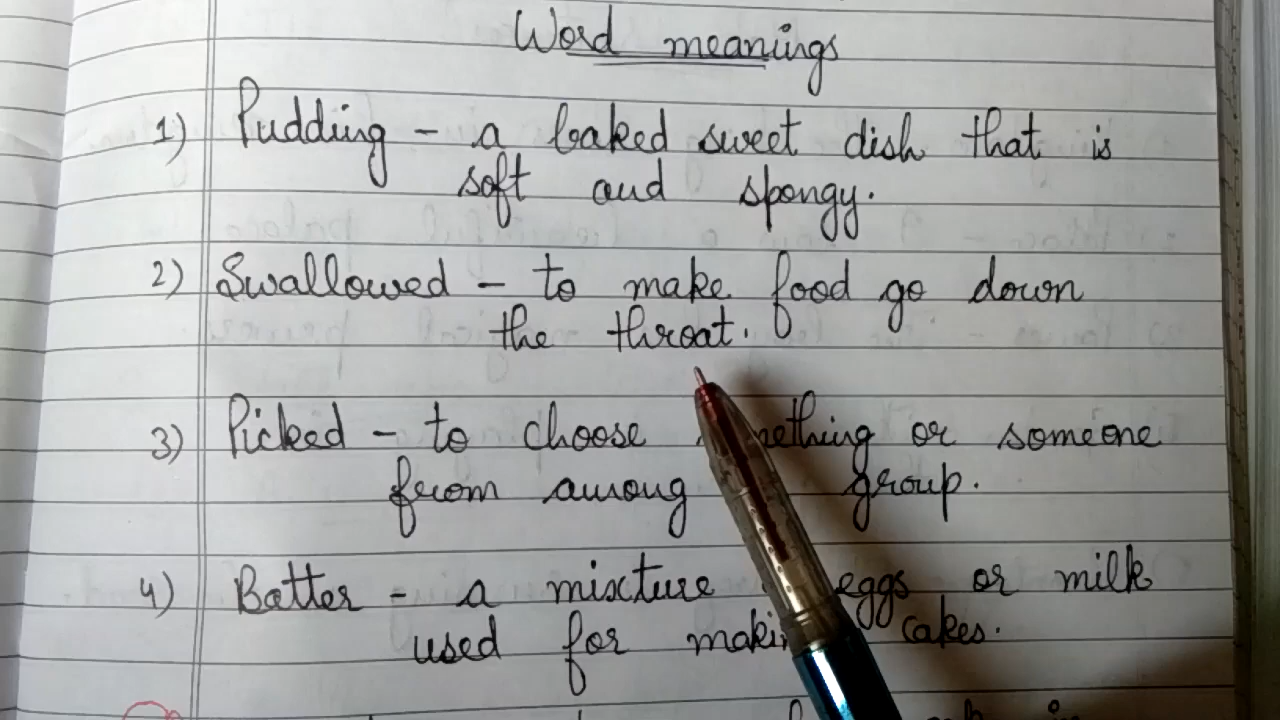 Word meanings
1) Pudding - a baked sweet dish that is
soft and spongy.
2) Swallowed - to make food go down
the throat.
3) Picked - to choose or someone
from among group.
4) Batter - a mixture eggs or milk
used for cakes.